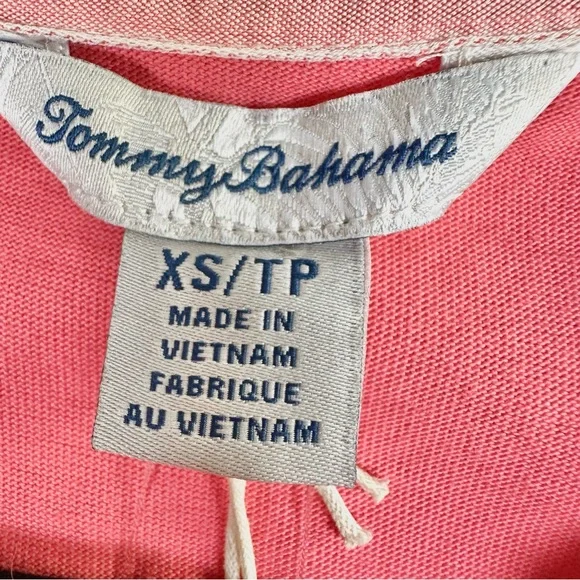 Tommy Bahama
XS/TP
MADE IN
VIETNAM
FABRIQUE
AU VIETNAM